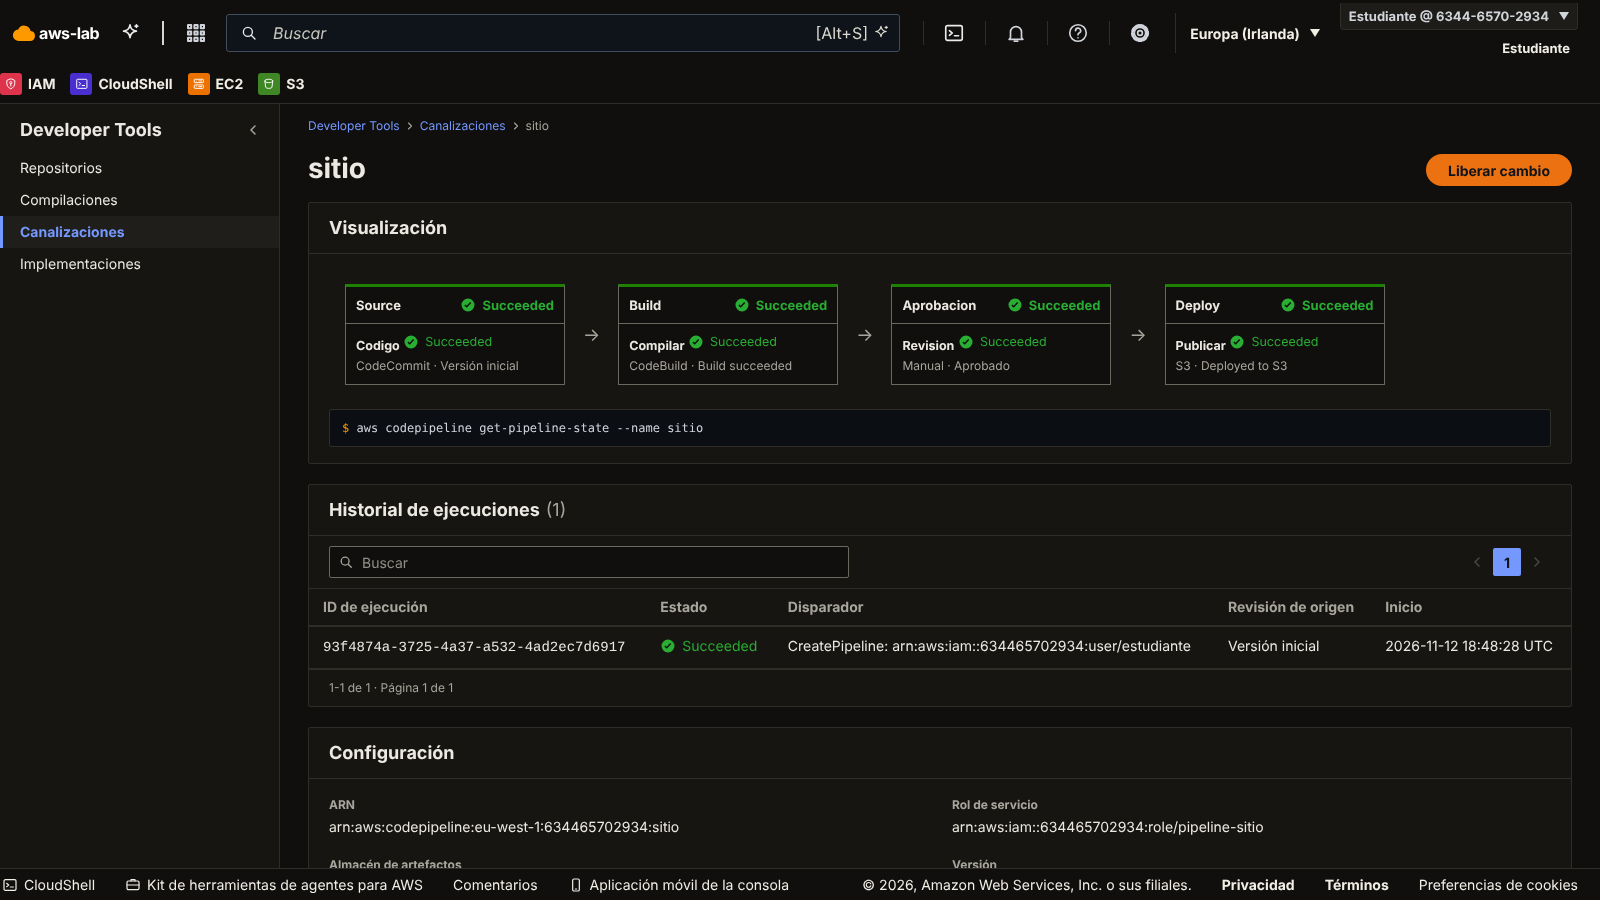 aws-lab
Buscar [Alt+S]
Europa (Irlanda)
Estudiante @ 6344-6570-2934
Estudiante
IAM CloudShell EC2 S3
Developer Tools
Repositorios
Compilaciones
Canalizaciones
Implementaciones
Developer Tools > Canalizaciones > sitio
sitio
Liberar cambio
Visualización
Source Succeeded
Codigo Succeeded
CodeCommit · Versión inicial
Build Succeeded
Compilar Succeeded
CodeBuild · Build succeeded
Aprobacion Succeeded
Revision Succeeded
Manual · Aprobado
Deploy Succeeded
Publicar Succeeded
S3 · Deployed to S3
$ aws codepipeline get-pipeline-state --name sitio
Historial de ejecuciones (1)
Buscar
1
ID de ejecución Estado Disparador Revisión de origen Inicio
93f4874a-3725-4a37-a532-4ad2ec7d6917 Succeeded CreatePipeline: arn:aws:iam::634465702934:user/estudiante Versión inicial 2026-11-12 18:48:28 UTC
1-1 de 1 · Página 1 de 1
Configuración
ARN
arn:aws:codepipeline:eu-west-1:634465702934:sitio
Rol de servicio
arn:aws:iam::634465702934:role/pipeline-sitio
Almacén de artefactos
Versión
CloudShell Kit de herramientas de agentes para AWS Comentarios Aplicación móvil de la consola © 2026, Amazon Web Services, Inc. o sus filiales. Privacidad Términos Preferencias de cookies